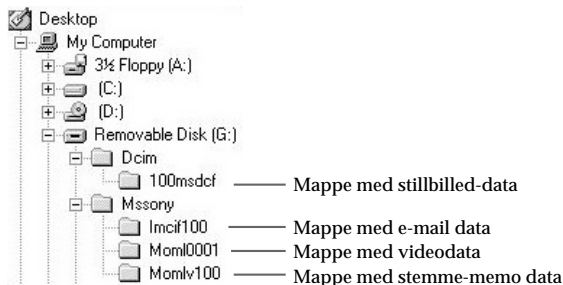 Desktop
My Computer
3½ Floppy (A:)
(C:)
(D:)
Removable Disk (G:)
Dcim
100msdcf Mappe med stillbilled-data
Mssony
Imcif100 Mappe med e-mail data
Moml0001 Mappe med videodata
Momlv100 Mappe med stemme-memo data